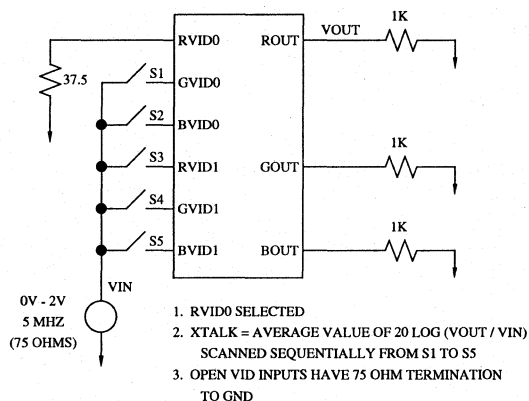 1K
VOUT
1K
1K
RVID0
ROUT
37.5
S1
GVID0
S2
BVID0
S3
RVID1
GOUT
S4
GVID1
S5
BVID1
BOUT
VIN
0V - 2V
5 MHZ
(75 OHMS)
1. RVID0 SELECTED
2. XTALK = AVERAGE VALUE OF 20 LOG (VOUT / VIN)
SCANNED SEQUENTIALLY FROM S1 TO S5
3. OPEN VID INPUTS HAVE 75 OHM TERMINATION
TO GND